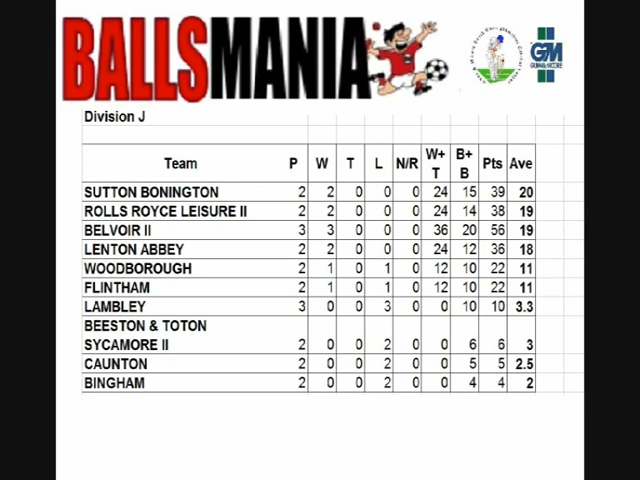 BALLSMANIA
GM
GUNN & MOORE
Division J
Team P W T L N/R W+ T B+ B Pts Ave
SUTTON BONINGTON 2 2 0 0 0 24 15 39 20
ROLLS ROYCE LEISURE II 2 2 0 0 0 24 14 38 19
BELVOIR II 3 3 0 0 0 36 20 56 19
LENTON ABBEY 2 2 0 0 0 24 12 36 18
WOODBOROUGH 2 1 0 1 0 12 10 22 11
FLINTHAM 2 1 0 1 0 12 10 22 11
LAMBLEY 3 0 0 3 0 0 10 10 3.3
BEESTON & TOTON
SYCAMORE II 2 0 0 2 0 0 6 6 3
CAUNTON 2 0 0 2 0 0 5 5 2.5
BINGHAM 2 0 0 2 0 0 4 4 2